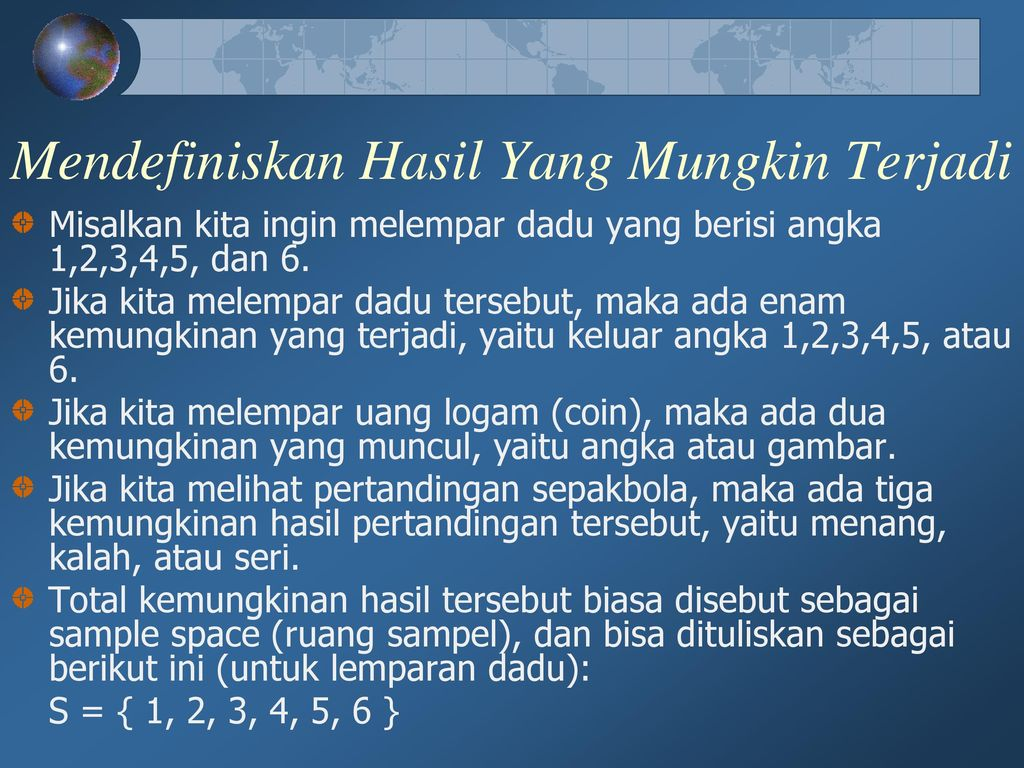 Mendefiniskan Hasil Yang Mungkin Terjadi
Misalkan kita ingin melempar dadu yang berisi angka
1,2,3,4,5, dan 6.
Jika kita melempar dadu tersebut, maka ada enam
kemungkinan yang terjadi, yaitu keluar angka 1,2,3,4,5, atau
6.
Jika kita melempar uang logam (coin), maka ada dua
kemungkinan yang muncul, yaitu angka atau gambar.
Jika kita melihat pertandingan sepakbola, maka ada tiga
kemungkinan hasil pertandingan tersebut, yaitu menang,
kalah, atau seri.
Total kemungkinan hasil tersebut biasa disebut sebagai
sample space (ruang sampel), dan bisa dituliskan sebagai
berikut ini (untuk lemparan dadu):
S = { 1, 2, 3, 4, 5, 6 }